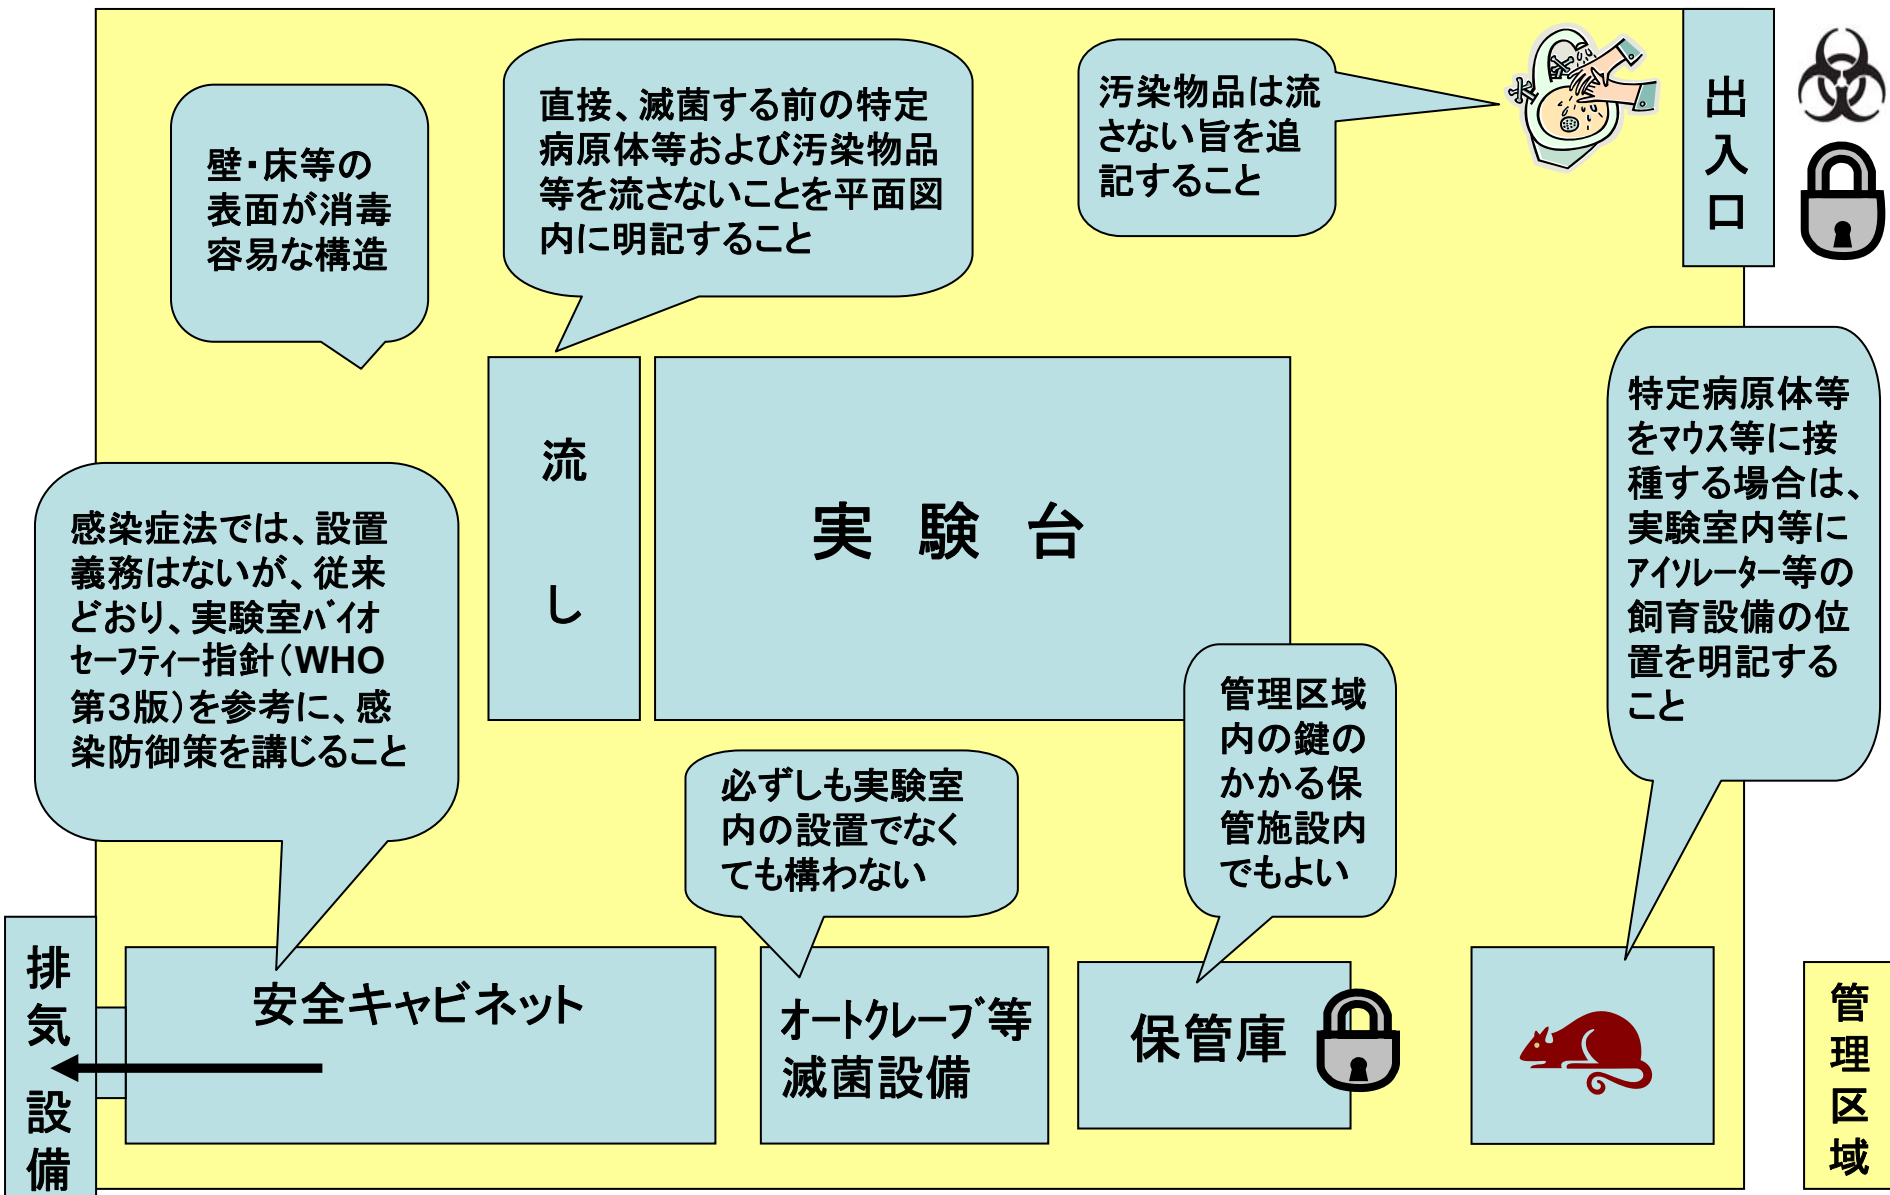 壁・床等の
表面が消毒
容易な構造
直接、滅菌する前の特定
病原体等および汚染物品
等を流さないことを平面図
内に明記すること
汚染物品は流
さない旨を追
記すること
出入口
流し
実験台
特定病原体等
をﾏｳｽ等に接
種する場合は、
実験室内等に
ｱｲｿﾚｰﾀｰ等の
飼育設備の位
置を明記する
こと
感染症法では、設置
義務はないが、従来
どおり、実験室ﾊﾞｲｵ
ｾｰﾌﾃｨｰ指針（WHO
第３版）を参考に、感
染防御策を講じること
必ずしも実験室
内の設置でなく
ても構わない
管理区域
内の鍵の
かかる保
管施設内
でもよい
排気設備
安全キャビネット
ｵｰﾄｸﾚｰﾌﾞ等
滅菌設備
保管庫
管理区域